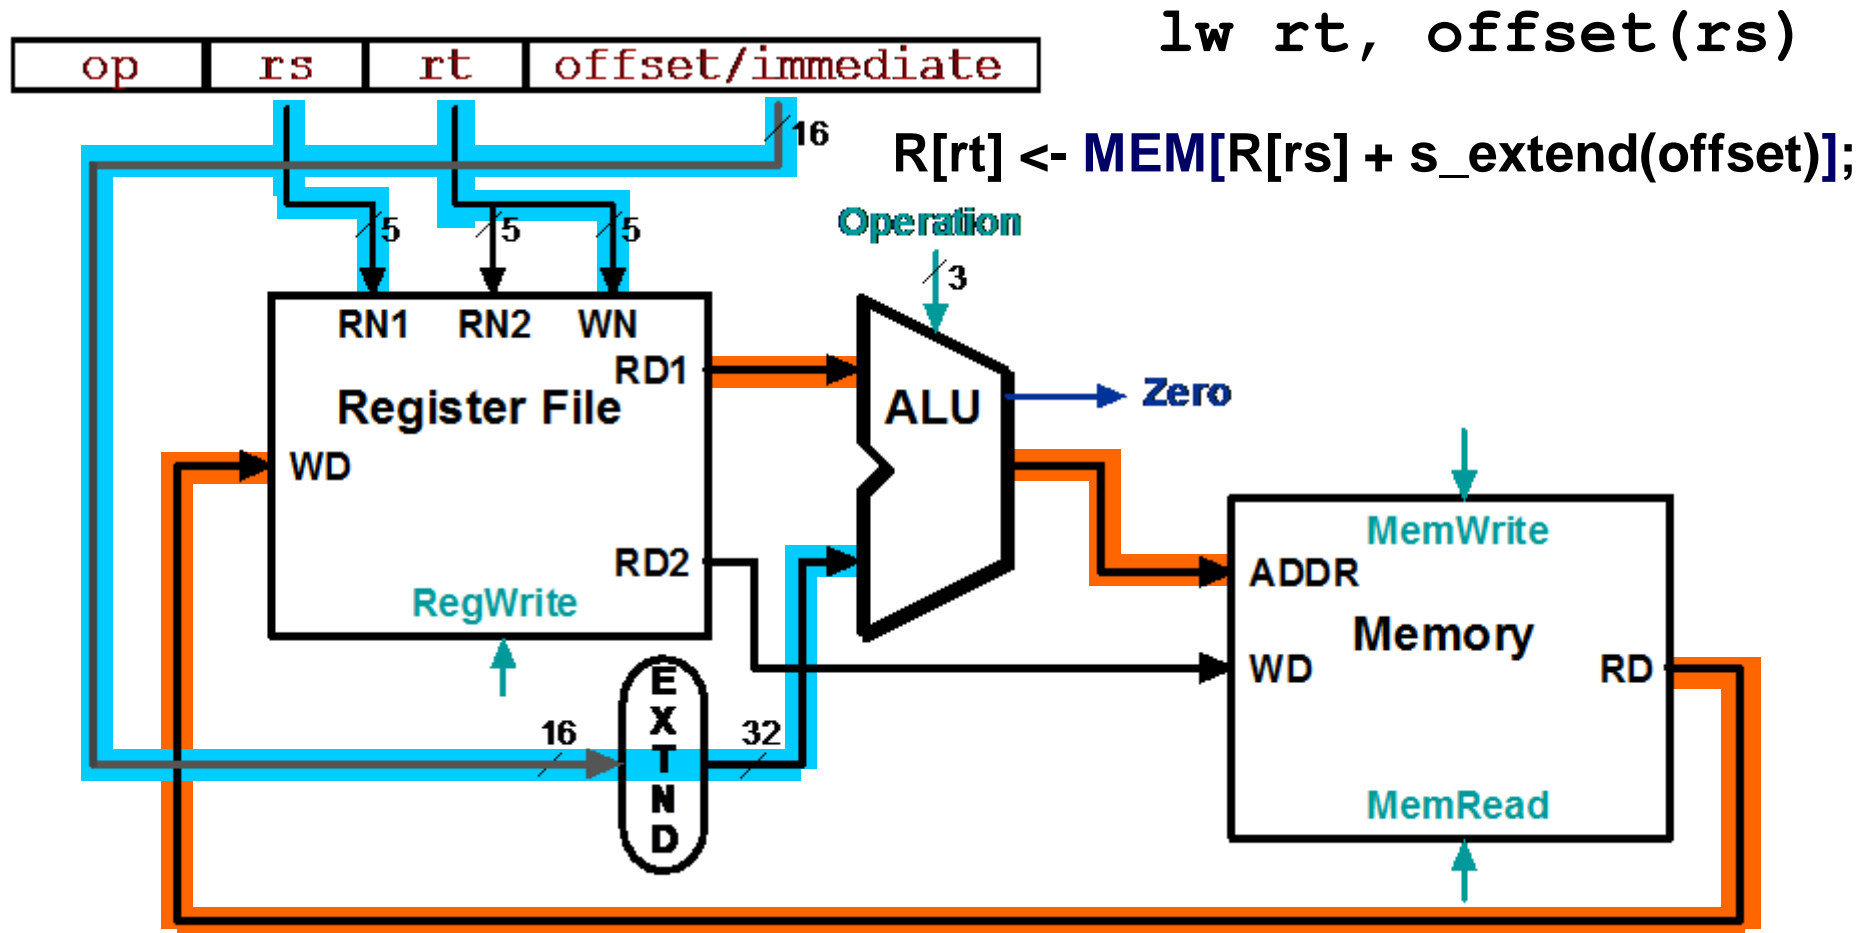 lw rt, offset(rs)
op rs rt offset/immediate
16
R[rt] <- MEM[R[rs] + s_extend(offset)];
Operation
5 5 5
3
RN1 RN2 WN
RD1
Register File
ALU
Zero
WD
MemWrite
RD2
ADDR
RegWrite
Memory
WD
RD
16
EXTND
32
MemRead